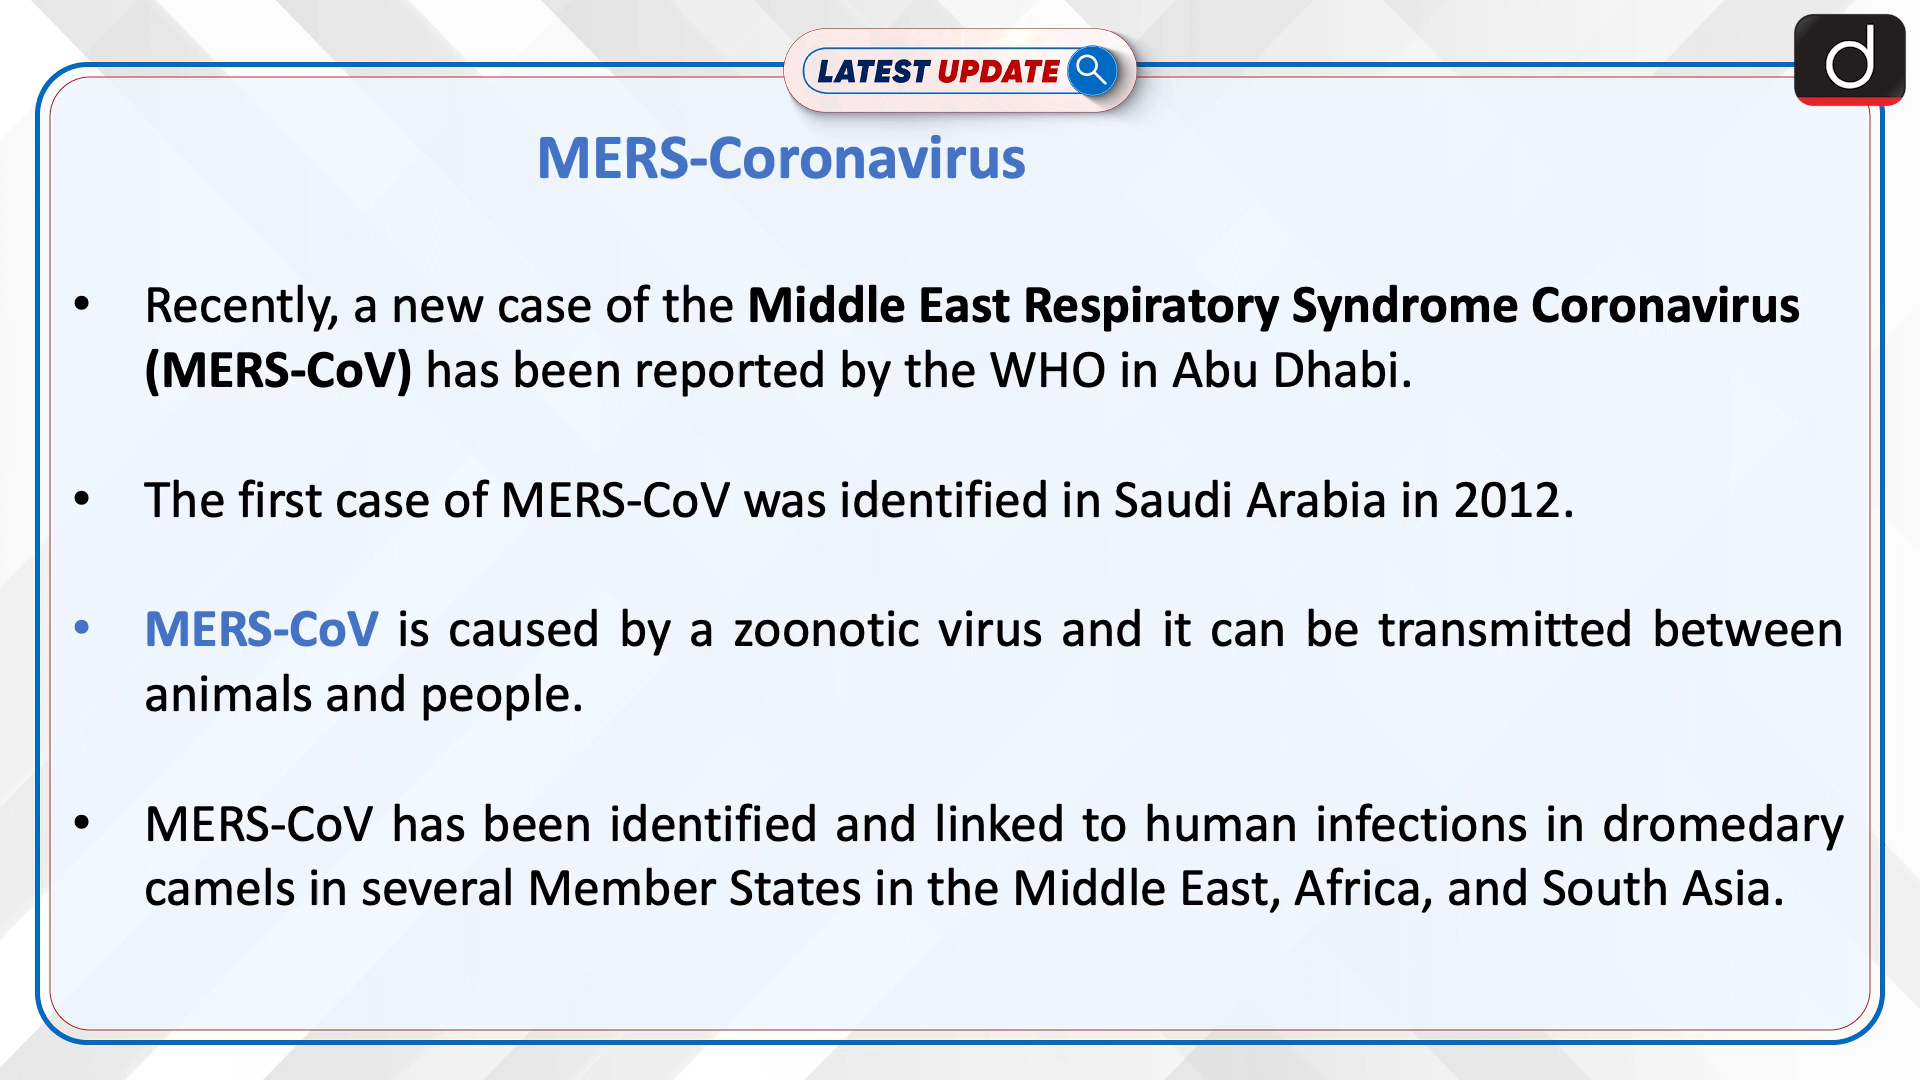 LATEST UPDATE
d
MERS-Coronavirus
• Recently, a new case of the Middle East Respiratory Syndrome Coronavirus
(MERS-CoV) has been reported by the WHO in Abu Dhabi.
• The first case of MERS-CoV was identified in Saudi Arabia in 2012.
• MERS-CoV is caused by a zoonotic virus and it can be transmitted between
animals and people.
• MERS-CoV has been identified and linked to human infections in dromedary
camels in several Member States in the Middle East, Africa, and South Asia.